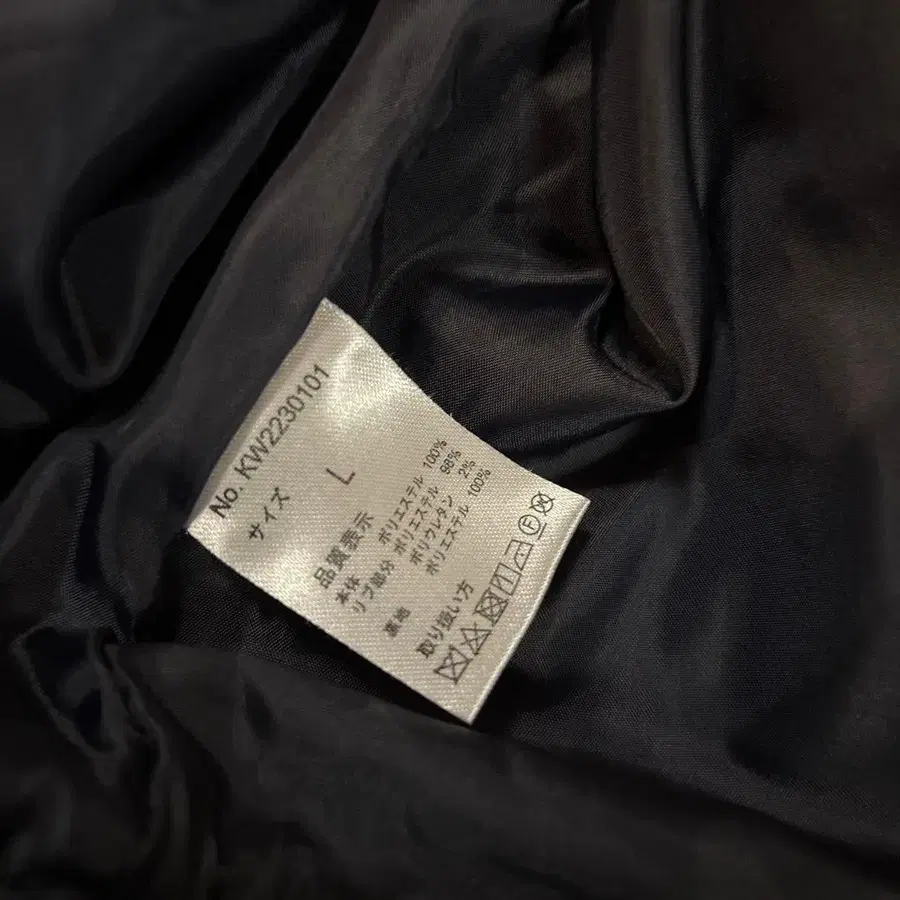 No. KW2230101
サイズ L
品質表示
本体 ポリエステル 100%
リブ部分 ポリエステル 98%
ポリウレタン 2%
裏地 ポリエステル 100%
取り扱い方
F